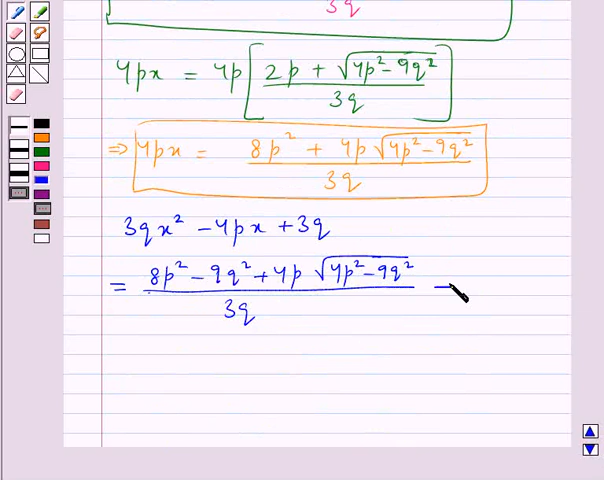 3q
4px = 4p [ (2p + √(4p² - 9q²)) / 3q ]
⇒ 4px = (8p² + 4p √(4p² - 9q²)) / 3q
3qx² - 4px + 3q
= (8p² - 9q² + 4p √(4p² - 9q²)) / 3q -